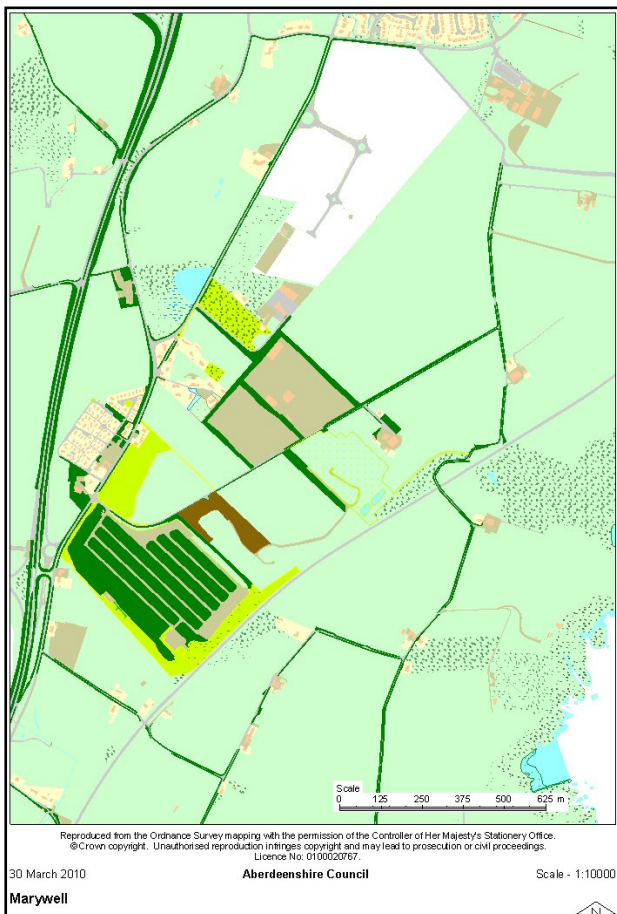 Scale
0 125 250 375 500 625 m
Reproduced from the Ordnance Survey mapping with the permission of the Controller of Her Majesty's Stationery Office.
©Crown copyright. Unauthorised reproduction infringes copyright and may lead to prosecution or civil proceedings.
Licence No: 0100020767.
30 March 2010 Aberdeenshire Council Scale - 1:10000
Marywell
N